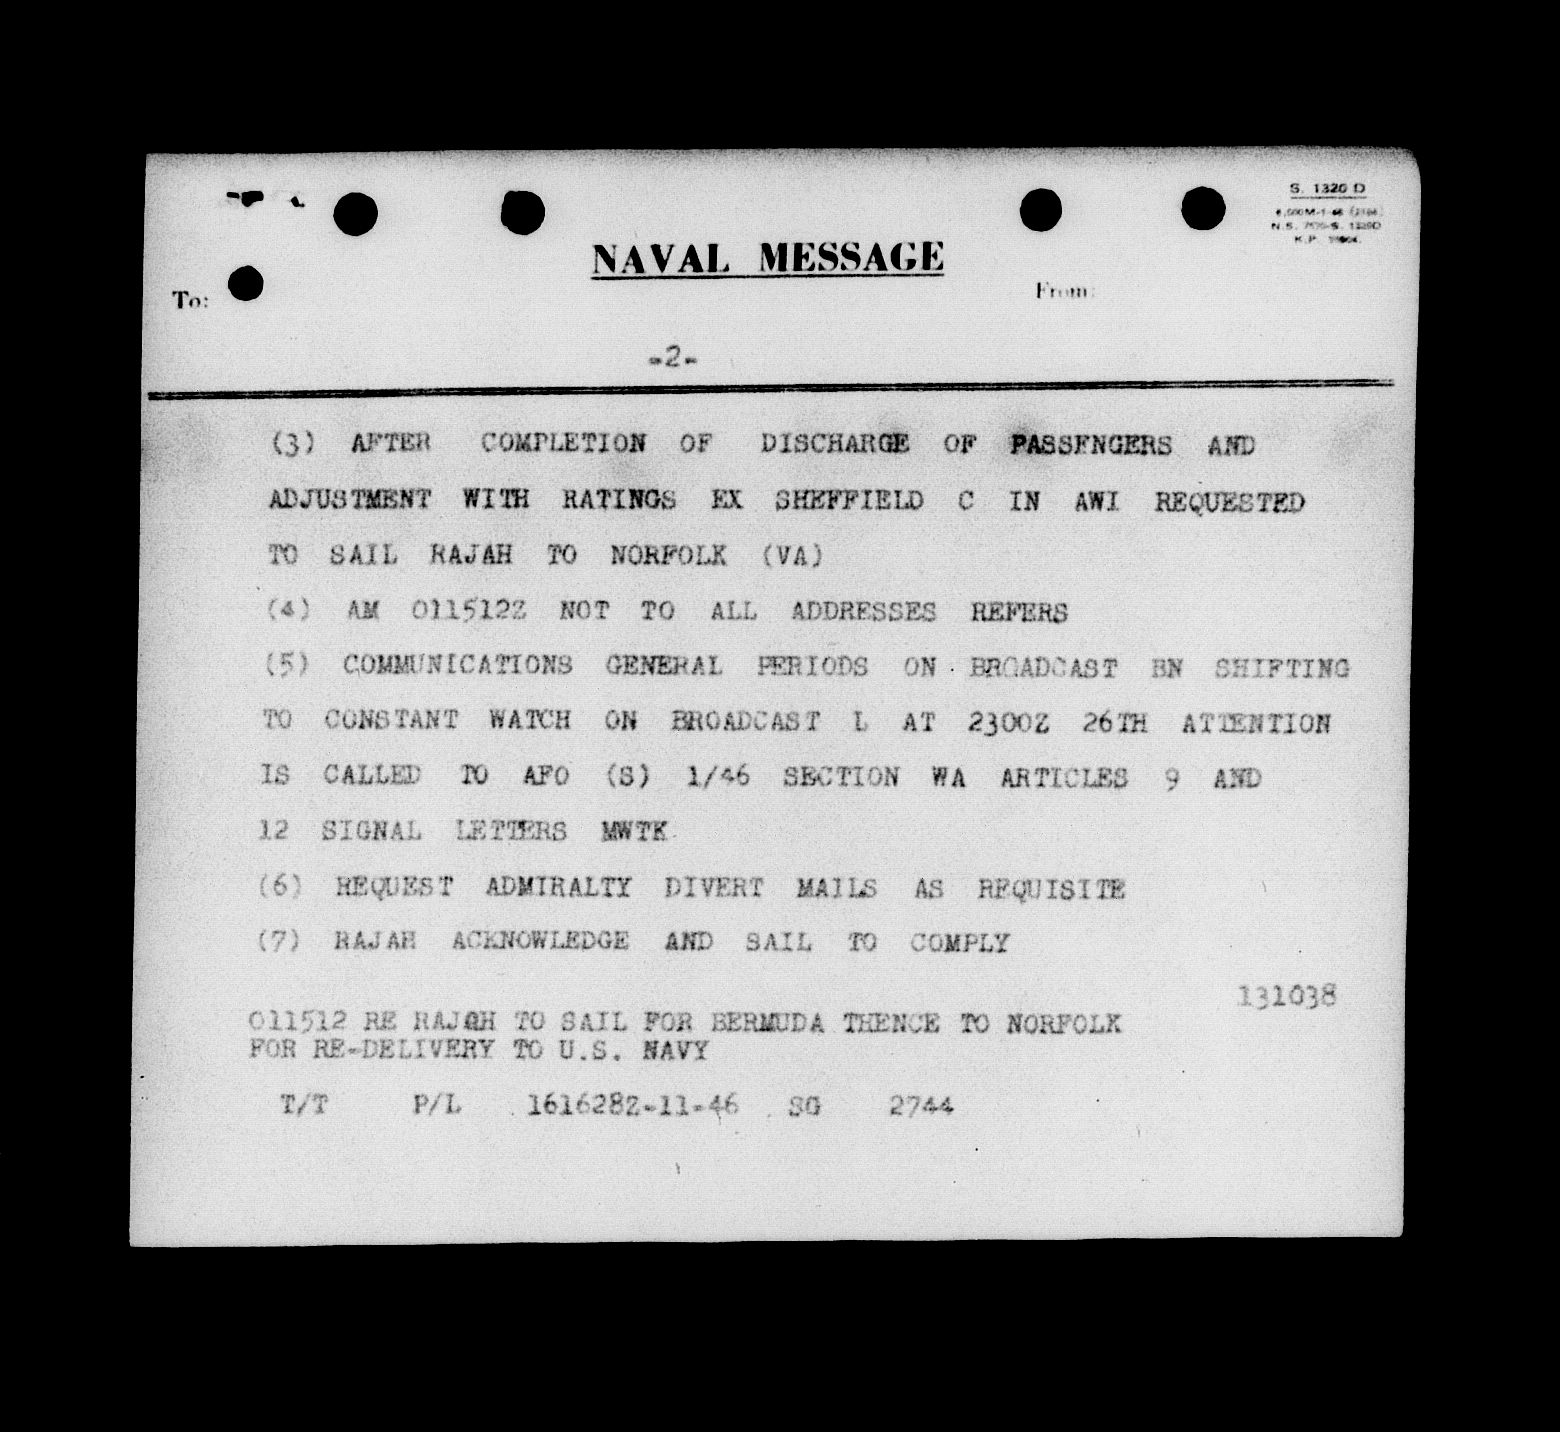 S. 1320 D
NAVAL MESSAGE
To:
From:
-2-
(3) AFTER COMPLETION OF DISCHARGE OF PASSENGERS AND
ADJUSTMENT WITH RATINGS EX SHEFFIELD C IN AWI REQUESTED
TO SAIL RAJAH TO NORFOLK (VA)
(4) AM 011512Z NOT TO ALL ADDRESSES REFERS
(5) COMMUNICATIONS GENERAL PERIODS ON BROADCAST BN SHIFTING
TO CONSTANT WATCH ON BROADCAST L AT 2300Z 26TH ATTENTION
IS CALLED TO AFO (S) 1/46 SECTION WA ARTICLES 9 AND
12 SIGNAL LETTERS MWTK
(6) REQUEST ADMIRALTY DIVERT MAILS AS REQUISITE
(7) RAJAH ACKNOWLEDGE AND SAIL TO COMPLY
131038
011512 RE RAJAH TO SAIL FOR BERMUDA THENCE TO NORFOLK
FOR RE-DELIVERY TO U.S. NAVY
T/T P/L 161628Z-11-46 SG 2744